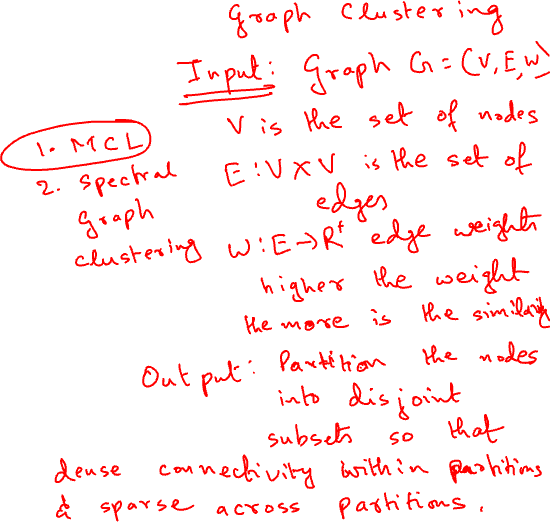 Graph Clustering
Input: Graph G = (V, E, W)
V is the set of nodes
E : V X V is the set of
edges
W : E → R⁺ edge weights
higher the weight
the more is the similarity
1. MCL
2. Spectral
Graph
clustering
Output: Partition the nodes
into disjoint
subsets so that
dense connectivity within partitions
& sparse across partitions.